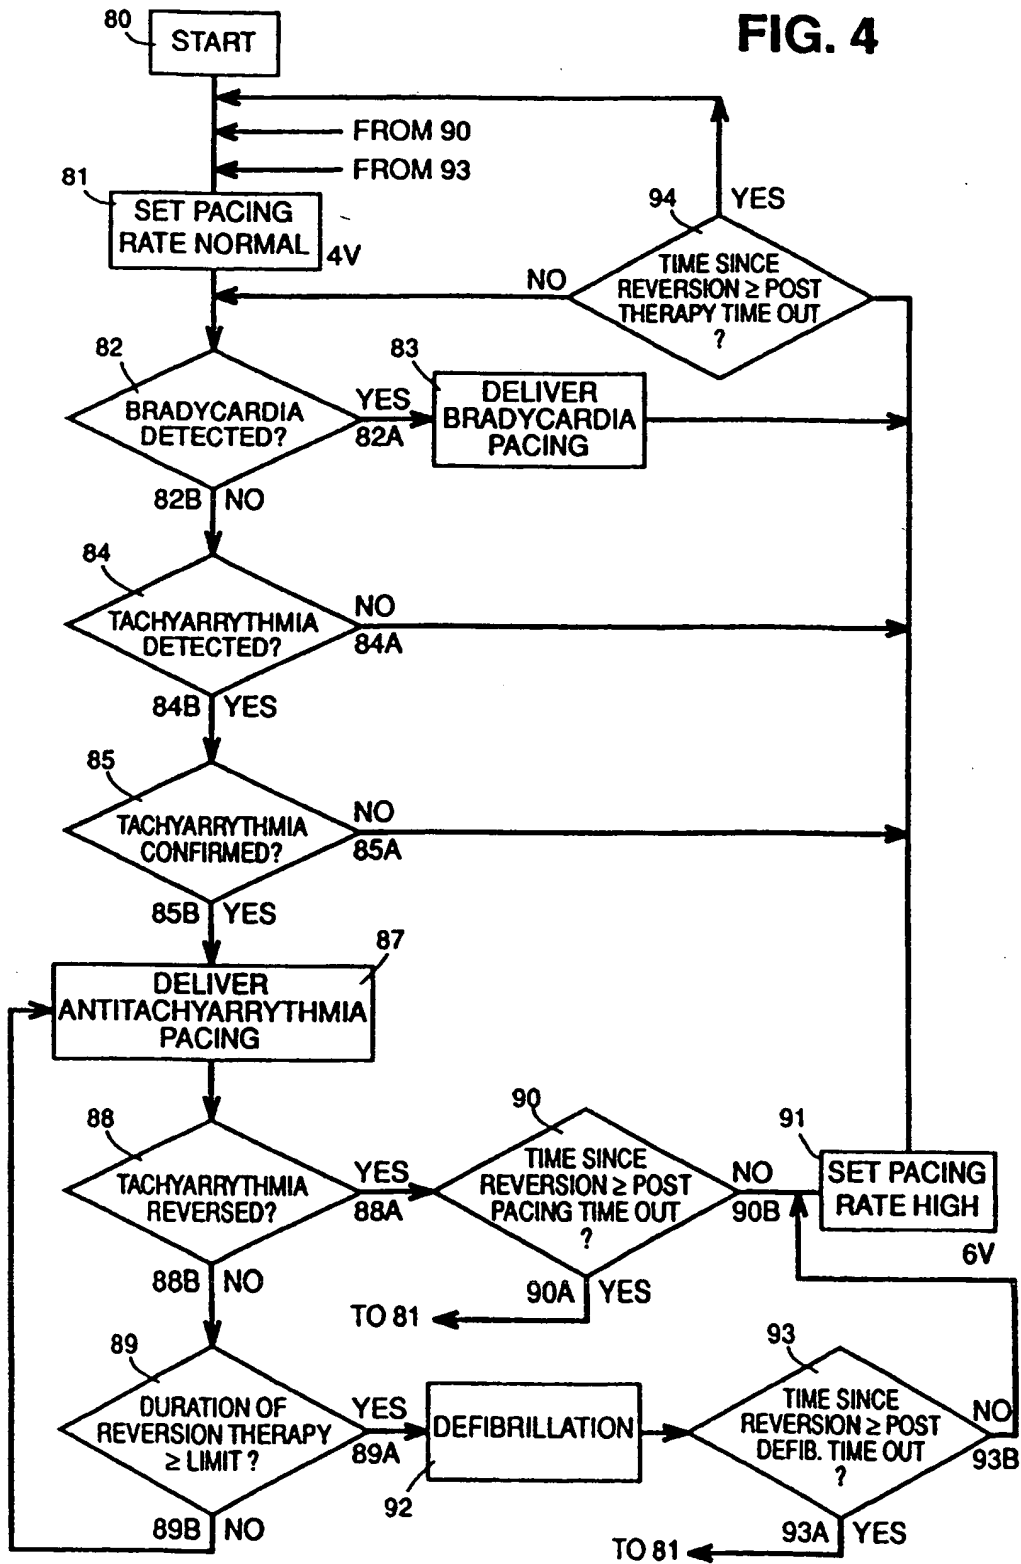 FIG. 4
80
START
FROM 90
FROM 93
81
SET PACING
RATE NORMAL
4V
94
YES
NO
TIME SINCE
REVERSION ≥ POST
THERAPY TIME OUT
?
82
BRADYCARDIA
DETECTED?
YES
82A
83
DELIVER
BRADYCARDIA
PACING
82B NO
84
TACHYARRYTHMIA
DETECTED?
NO
84A
84B YES
85
TACHYARRYTHMIA
CONFIRMED?
NO
85A
85B YES
87
DELIVER
ANTITACHYARRYTHMIA
PACING
88
TACHYARRYTHMIA
REVERSED?
YES
88A
90
TIME SINCE
REVERSION ≥ POST
PACING TIME OUT
?
NO
90B
91
SET PACING
RATE HIGH
6V
88B NO
90A YES
TO 81
89
DURATION OF
REVERSION THERAPY
≥ LIMIT ?
YES
89A
DEFIBRILLATION
92
93
TIME SINCE
REVERSION ≥ POST
DEFIB. TIME OUT
?
NO
93B
89B NO
93A YES
TO 81